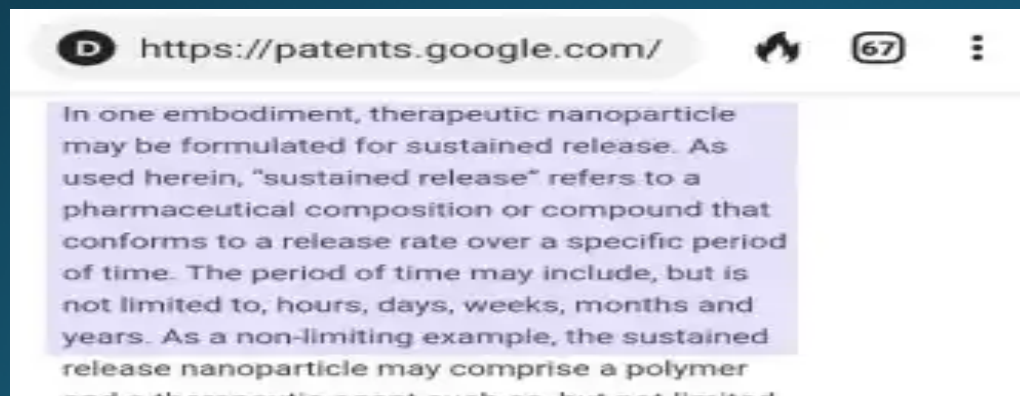 D https://patents.google.com/ 67
In one embodiment, therapeutic nanoparticle
may be formulated for sustained release. As
used herein, "sustained release" refers to a
pharmaceutical composition or compound that
conforms to a release rate over a specific period
of time. The period of time may include, but is
not limited to, hours, days, weeks, months and
years. As a non-limiting example, the sustained
release nanoparticle may comprise a polymer